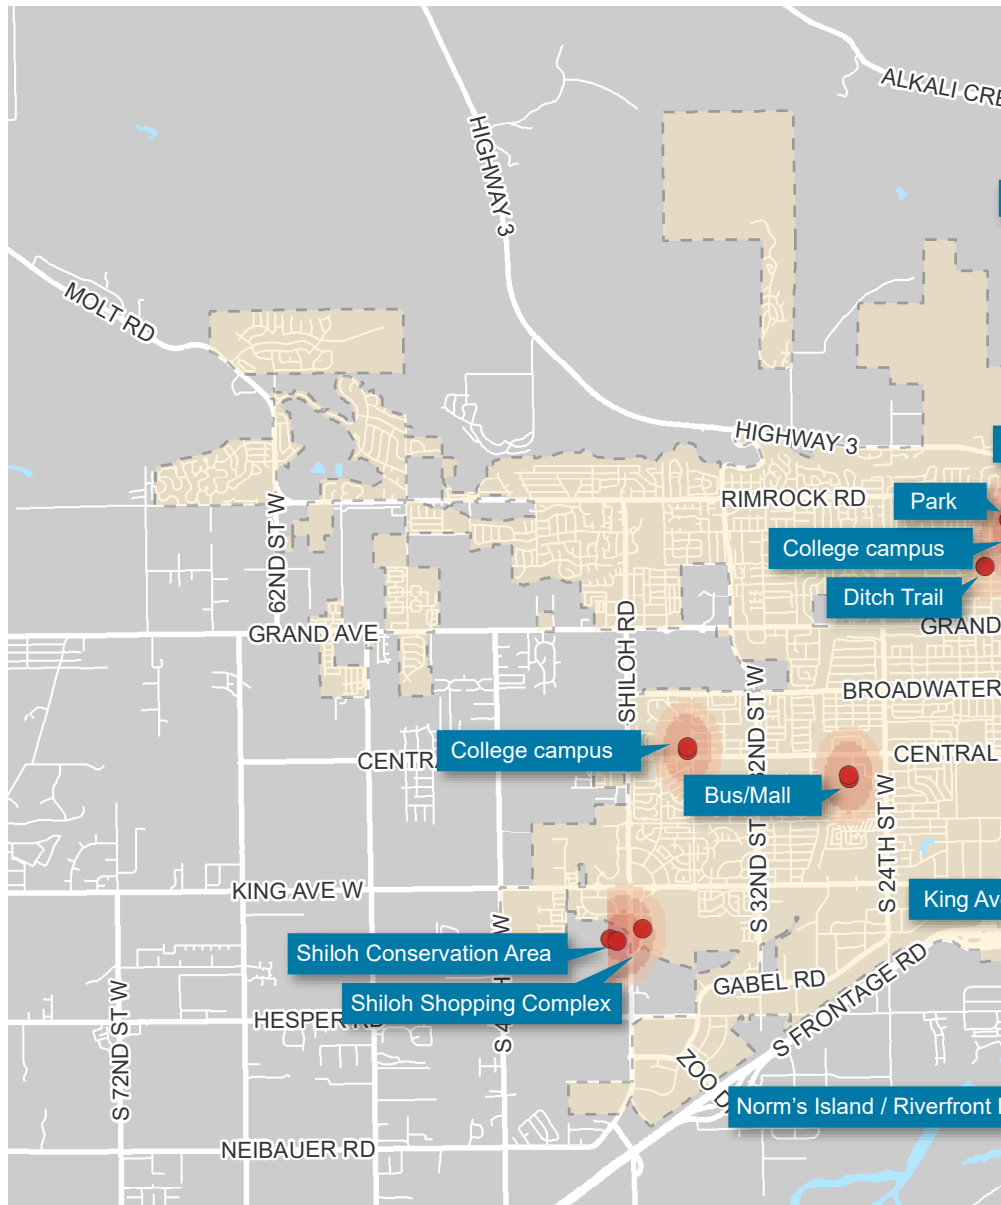 ALKALI CRE
HIGHWAY 3
MOLT RD
HIGHWAY 3
Park
RIMROCK RD
College campus
62ND ST W
Ditch Trail
GRAND AVE
GRAND
SHILOH RD
BROADWATER
32ND ST W
College campus
CENTRA
CENTRAL
Bus/Mall
S 32ND ST
S 24TH ST W
KING AVE W
King Av
Shiloh Conservation Area
GABEL RD
S FRONTAGE RD
Shiloh Shopping Complex
HESPER RD
S 72ND ST W
S 4
W
ZOO D
Norm's Island / Riverfront
NEIBAUER RD